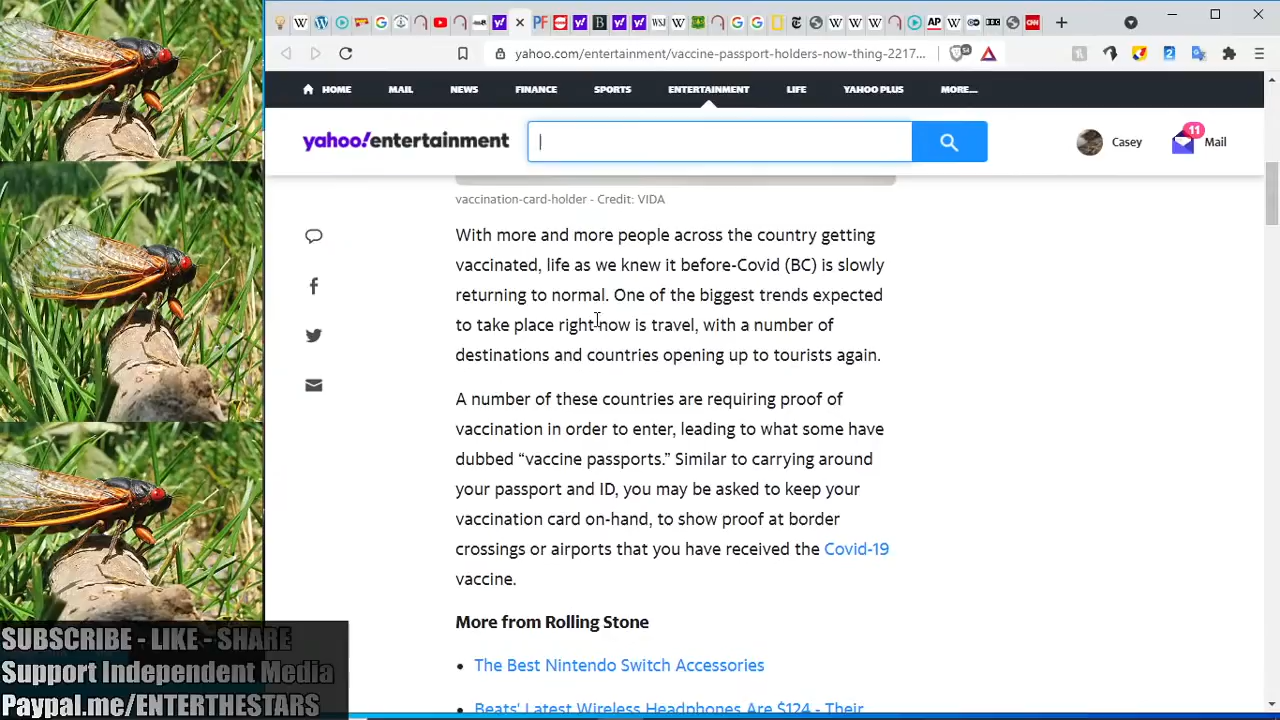 yahoo.com/entertainment/vaccine-passport-holders-now-thing-2217...
HOME MAIL NEWS FINANCE SPORTS ENTERTAINMENT LIFE YAHOO PLUS MORE...
yahoo!entertainment
Casey
11
Mail
vaccination-card-holder - Credit: VIDA
With more and more people across the country getting
vaccinated, life as we knew it before-Covid (BC) is slowly
returning to normal. One of the biggest trends expected
to take place right now is travel, with a number of
destinations and countries opening up to tourists again.
A number of these countries are requiring proof of
vaccination in order to enter, leading to what some have
dubbed “vaccine passports.” Similar to carrying around
your passport and ID, you may be asked to keep your
vaccination card on-hand, to show proof at border
crossings or airports that you have received the Covid-19
vaccine.
More from Rolling Stone
• The Best Nintendo Switch Accessories
• Beats' Latest Wireless Headphones Are $124 - Their
SUBSCRIBE - LIKE - SHARE
Support Independent Media
Paypal.me/ENTERTHESTARS